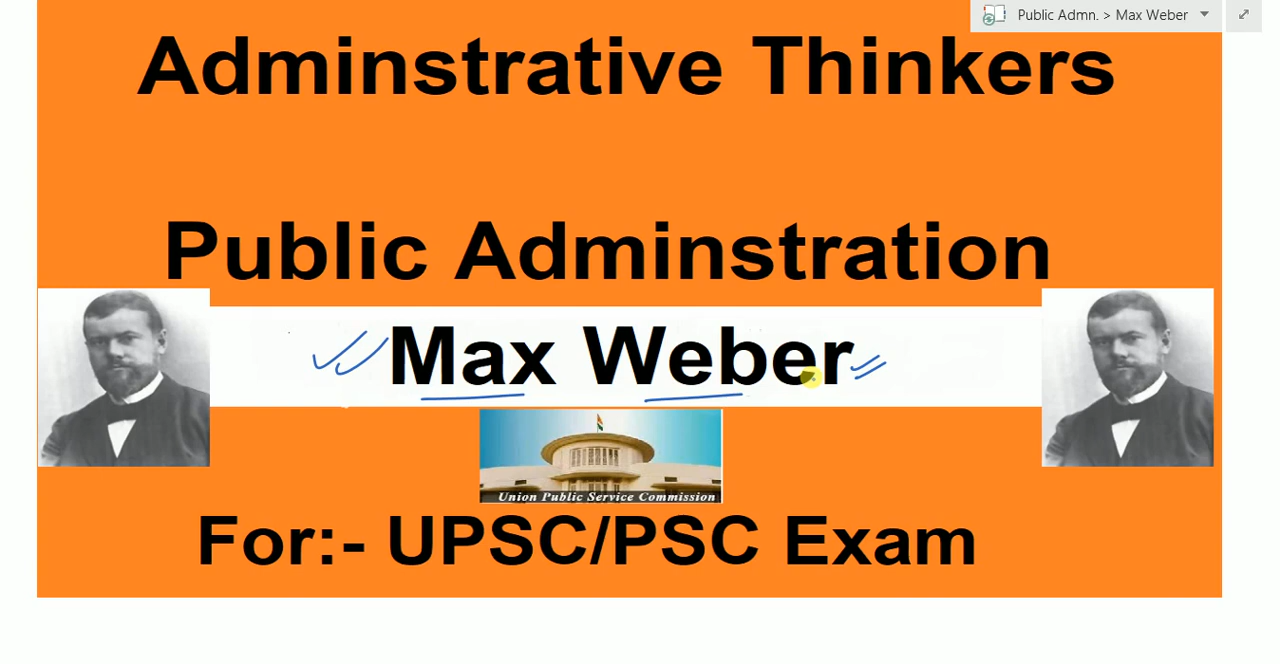 Public Admn. > Max Weber
Adminstrative Thinkers
Public Adminstration
Max Weber
Union Public Service Commission
For:- UPSC/PSC Exam